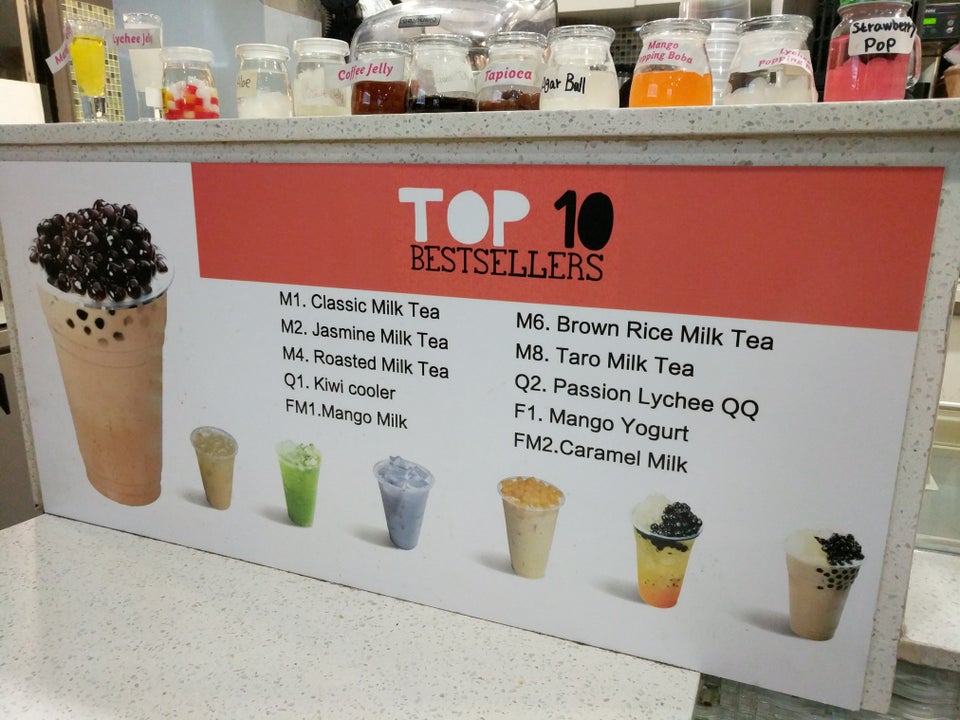 Lychee Jelly
Coffee Jelly
Tapioca
Mango
Popping Boba
Popping
Strawberry
Pop
TOP 10
BESTSELLERS
M1. Classic Milk Tea
M2. Jasmine Milk Tea
M4. Roasted Milk Tea
Q1. Kiwi cooler
FM1.Mango Milk
M6. Brown Rice Milk Tea
M8. Taro Milk Tea
Q2. Passion Lychee QQ
F1. Mango Yogurt
FM2.Caramel Milk